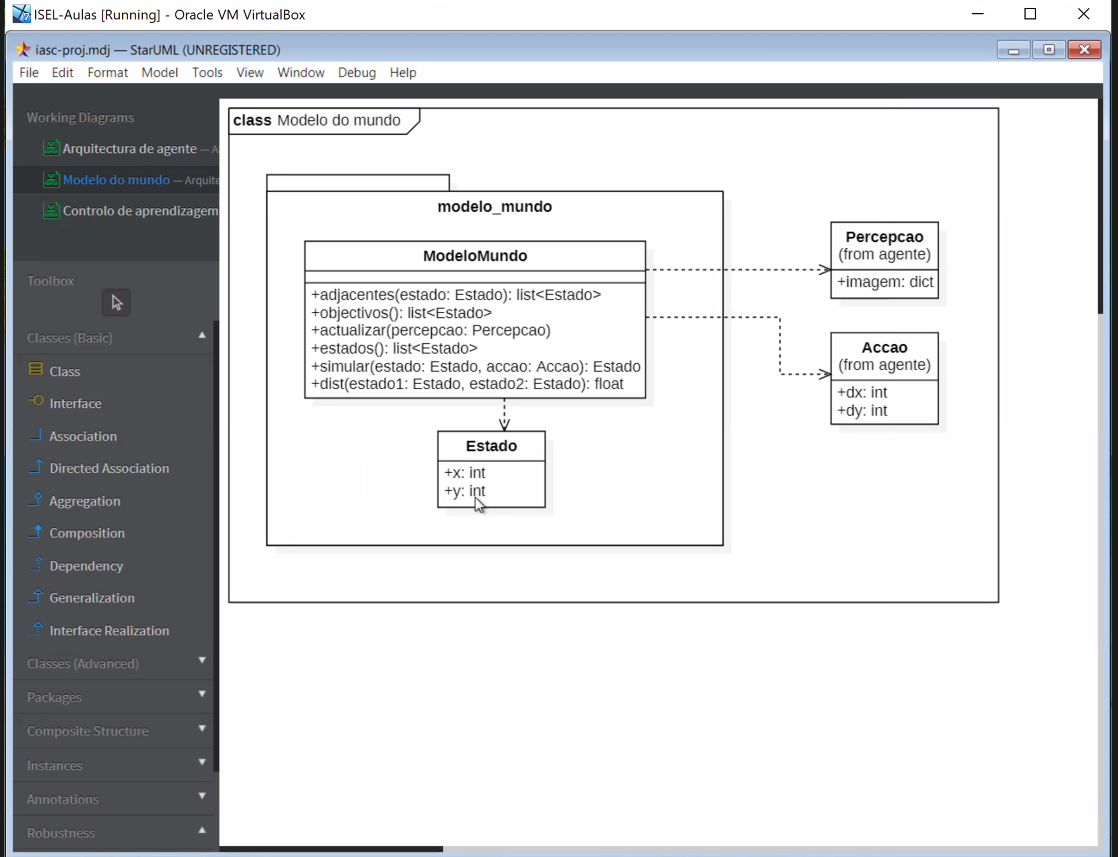 ISEL-Aulas [Running] - Oracle VM VirtualBox
iasc-proj.mdj — StarUML (UNREGISTERED)
File Edit Format Model Tools View Window Debug Help
Working Diagrams
Arquitectura de agente — A
Modelo do mundo — Arquite
Controlo de aprendizagem
Toolbox
Classes (Basic)
Class
Interface
Association
Directed Association
Aggregation
Composition
Dependency
Generalization
Interface Realization
Classes (Advanced)
Packages
Composite Structure
Instances
Annotations
Robustness
class Modelo do mundo
modelo_mundo
ModeloMundo
+adjacentes(estado: Estado): list<Estado>
+objectivos(): list<Estado>
+actualizar(percepcao: Percepcao)
+estados(): list<Estado>
+simular(estado: Estado, accao: Accao): Estado
+dist(estado1: Estado, estado2: Estado): float
Estado
+x: int
+y: int
Percepcao
(from agente)
+imagem: dict
Accao
(from agente)
+dx: int
+dy: int